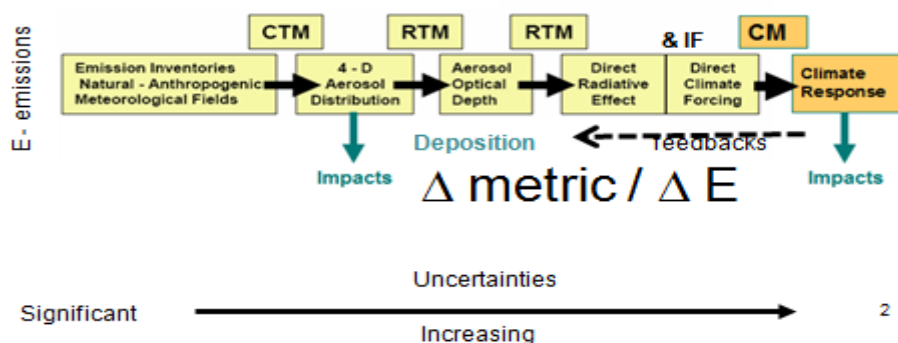 CTM
RTM
RTM
& IF
CM
E - emissions
Emission Inventories
Natural - Anthropogenic
Meteorological Fields
4 - D
Aerosol
Distribution
Aerosol
Optical
Depth
Direct
Radiative
Effect
Direct
Climate
Forcing
Climate
Response
Deposition
feedbacks
Impacts
Impacts
Δ metric / Δ E
Uncertainties
Significant
2
Increasing